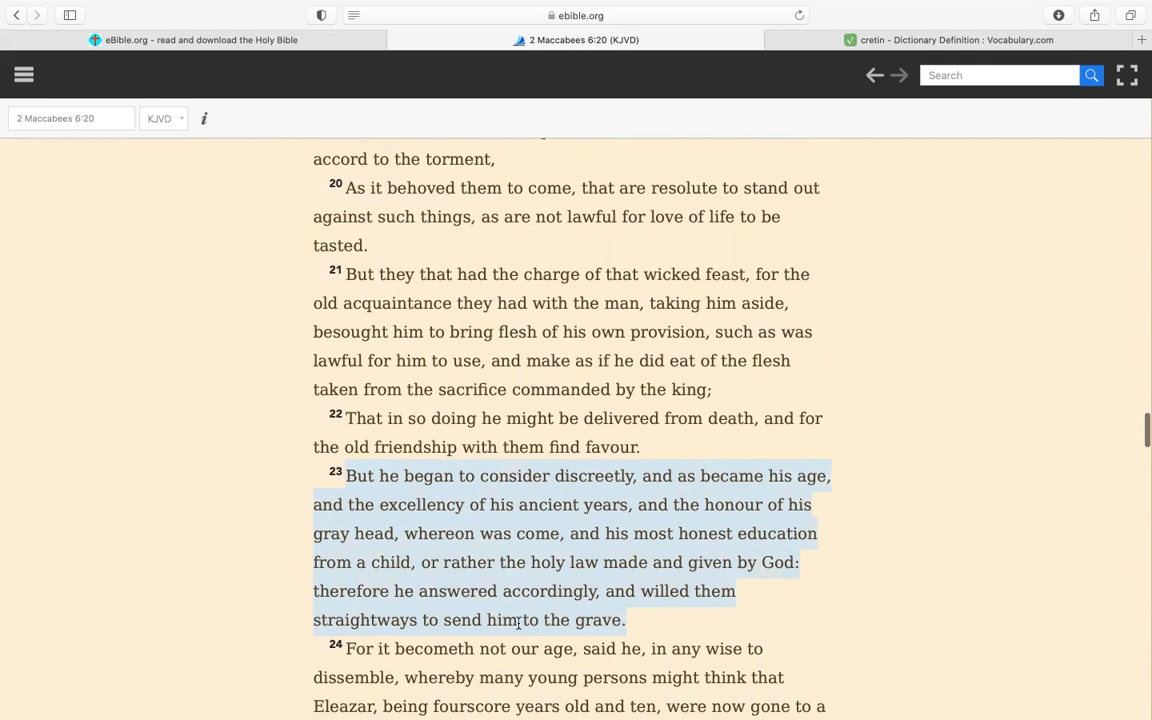 ebible.org
eBible.org - read and download the Holy Bible
2 Maccabees 6:20 (KJVD)
cretin - Dictionary Definition : Vocabulary.com
Search
2 Maccabees 6:20
KJVD
i
accord to the torment,
20 As it behoved them to come, that are resolute to stand out
against such things, as are not lawful for love of life to be
tasted.
21 But they that had the charge of that wicked feast, for the
old acquaintance they had with the man, taking him aside,
besought him to bring flesh of his own provision, such as was
lawful for him to use, and make as if he did eat of the flesh
taken from the sacrifice commanded by the king;
22 That in so doing he might be delivered from death, and for
the old friendship with them find favour.
23 But he began to consider discreetly, and as became his age,
and the excellency of his ancient years, and the honour of his
gray head, whereon was come, and his most honest education
from a child, or rather the holy law made and given by God:
therefore he answered accordingly, and willed them
straightways to send him to the grave.
24 For it becometh not our age, said he, in any wise to
dissemble, whereby many young persons might think that
Eleazar, being fourscore years old and ten, were now gone to a